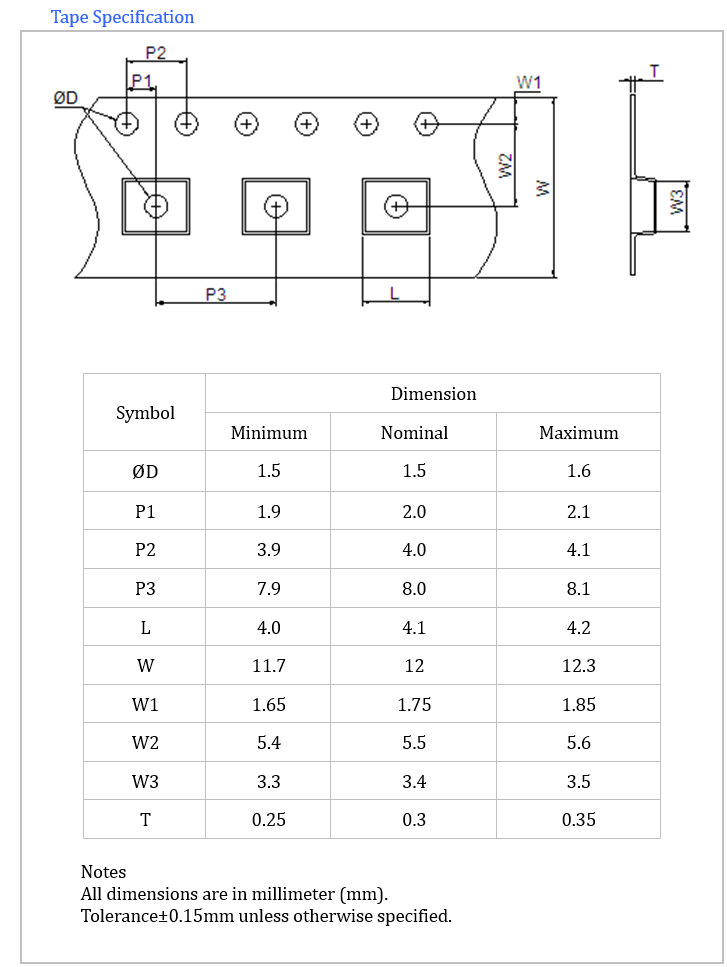 Tape Specification
P2
P1
ØD
W1
T
W2
W
W3
P3
L
Symbol Dimension
Minimum Nominal Maximum
ØD 1.5 1.5 1.6
P1 1.9 2.0 2.1
P2 3.9 4.0 4.1
P3 7.9 8.0 8.1
L 4.0 4.1 4.2
W 11.7 12 12.3
W1 1.65 1.75 1.85
W2 5.4 5.5 5.6
W3 3.3 3.4 3.5
T 0.25 0.3 0.35
Notes
All dimensions are in millimeter (mm).
Tolerance±0.15mm unless otherwise specified.